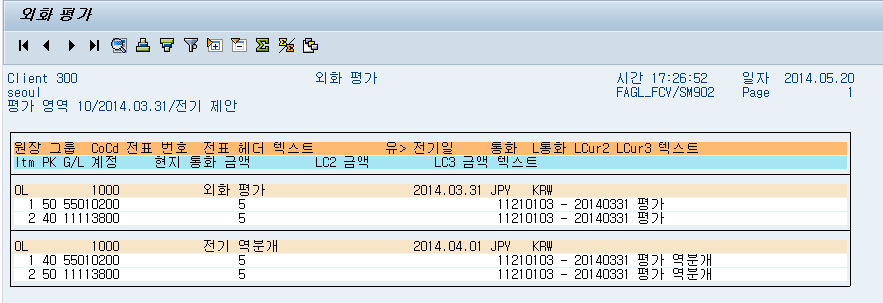 외화 평가
Client 300 외화 평가 시간 17:26:52 일자 2014.05.20
seoul FAGL_FCV/SM902 Page 1
평가 영역 10/2014.03.31/전기 제안
원장 그룹 CoCd 전표 번호 전표 헤더 텍스트 유> 전기일 통화 L통화 LCur2 LCur3 텍스트
Itm PK G/L 계정 현지 통화 금액 LC2 금액 LC3 금액 텍스트
0L 1000 외화 평가 2014.03.31 JPY KRW
1 50 55010200 5 11210103 - 20140331 평가
2 40 11113800 5 11210103 - 20140331 평가
0L 1000 전기 역분개 2014.04.01 JPY KRW
1 40 55010200 5 11210103 - 20140331 평가 역분개
2 50 11113800 5 11210103 - 20140331 평가 역분개